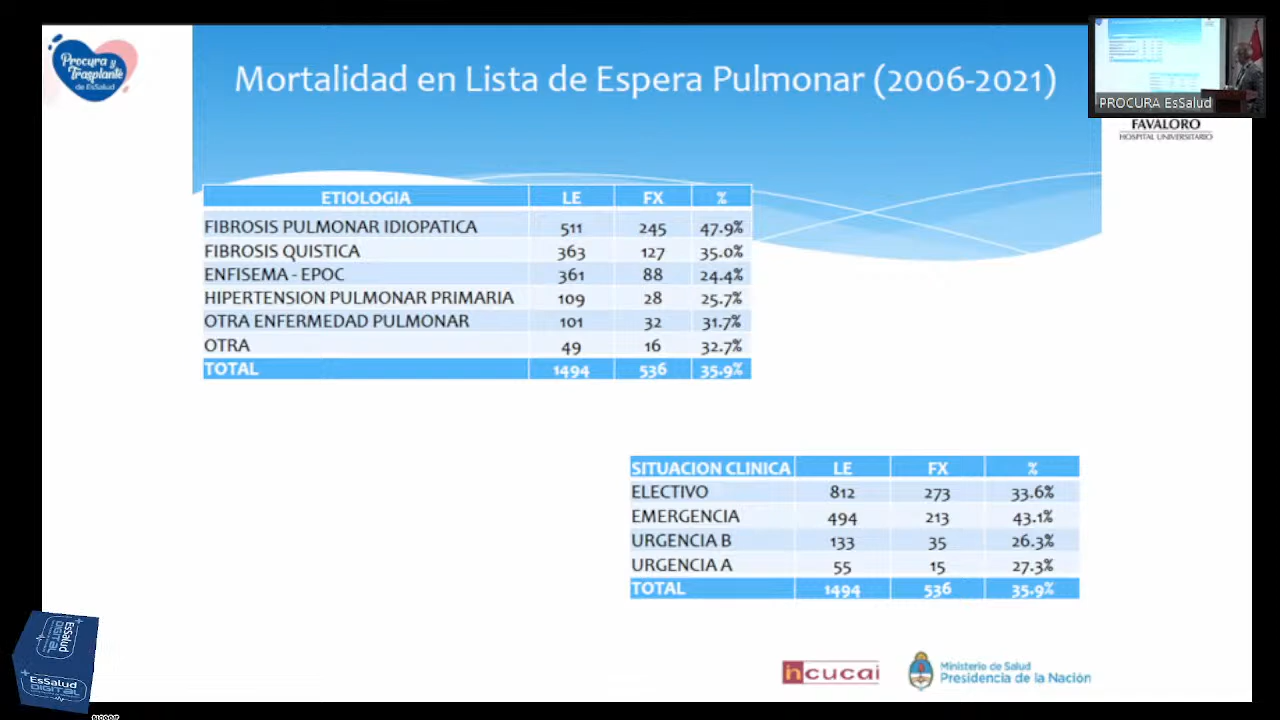 Procura y
Trasplante
de EsSalud
Mortalidad en Lista de Espera Pulmonar (2006-2021)
PROCURA EsSalud
FAVALORO
HOSPITAL UNIVERSITARIO
ETIOLOGIA LE FX %
FIBROSIS PULMONAR IDIOPATICA 511 245 47.9%
FIBROSIS QUISTICA 363 127 35.0%
ENFISEMA - EPOC 361 88 24.4%
HIPERTENSION PULMONAR PRIMARIA 109 28 25.7%
OTRA ENFERMEDAD PULMONAR 101 32 31.7%
OTRA 49 16 32.7%
TOTAL 1494 536 35.9%
SITUACION CLINICA LE FX %
ELECTIVO 812 273 33.6%
EMERGENCIA 494 213 43.1%
URGENCIA B 133 35 26.3%
URGENCIA A 55 15 27.3%
TOTAL 1494 536 35.9%
EsSalud
DIGITAL
EsSalud
DIGITAL
incucai
Ministerio de Salud
Presidencia de la Nación